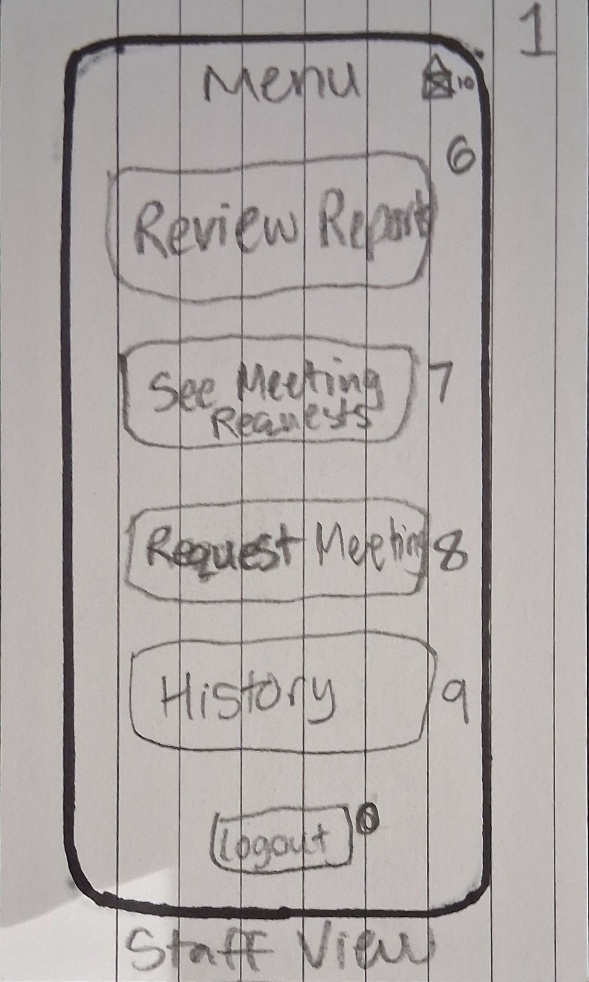 1
Menu
10
6
Review Report
See Meeting 7
Requests
Request Meeting 8
History 9
Logout 0
Staff View